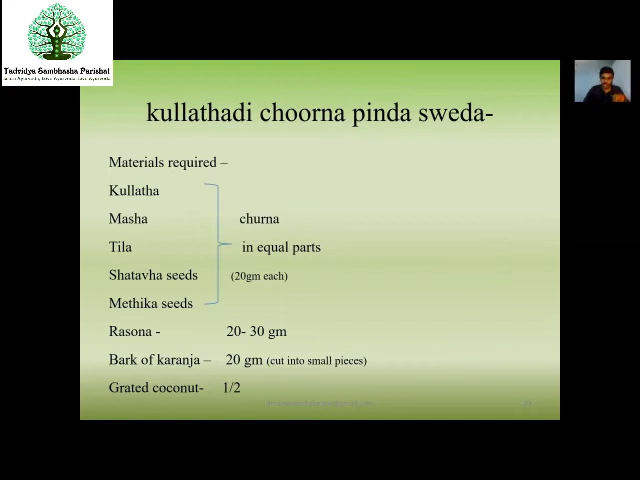 Tadvidya Sambhasha Parishat
kullathadi choorna pinda sweda-
Materials required –
Kullatha
Masha churna
Tila in equal parts
Shatavha seeds (20gm each)
Methika seeds
Rasona - 20- 30 gm
Bark of karanja – 20 gm (cut into small pieces)
Grated coconut- 1/2